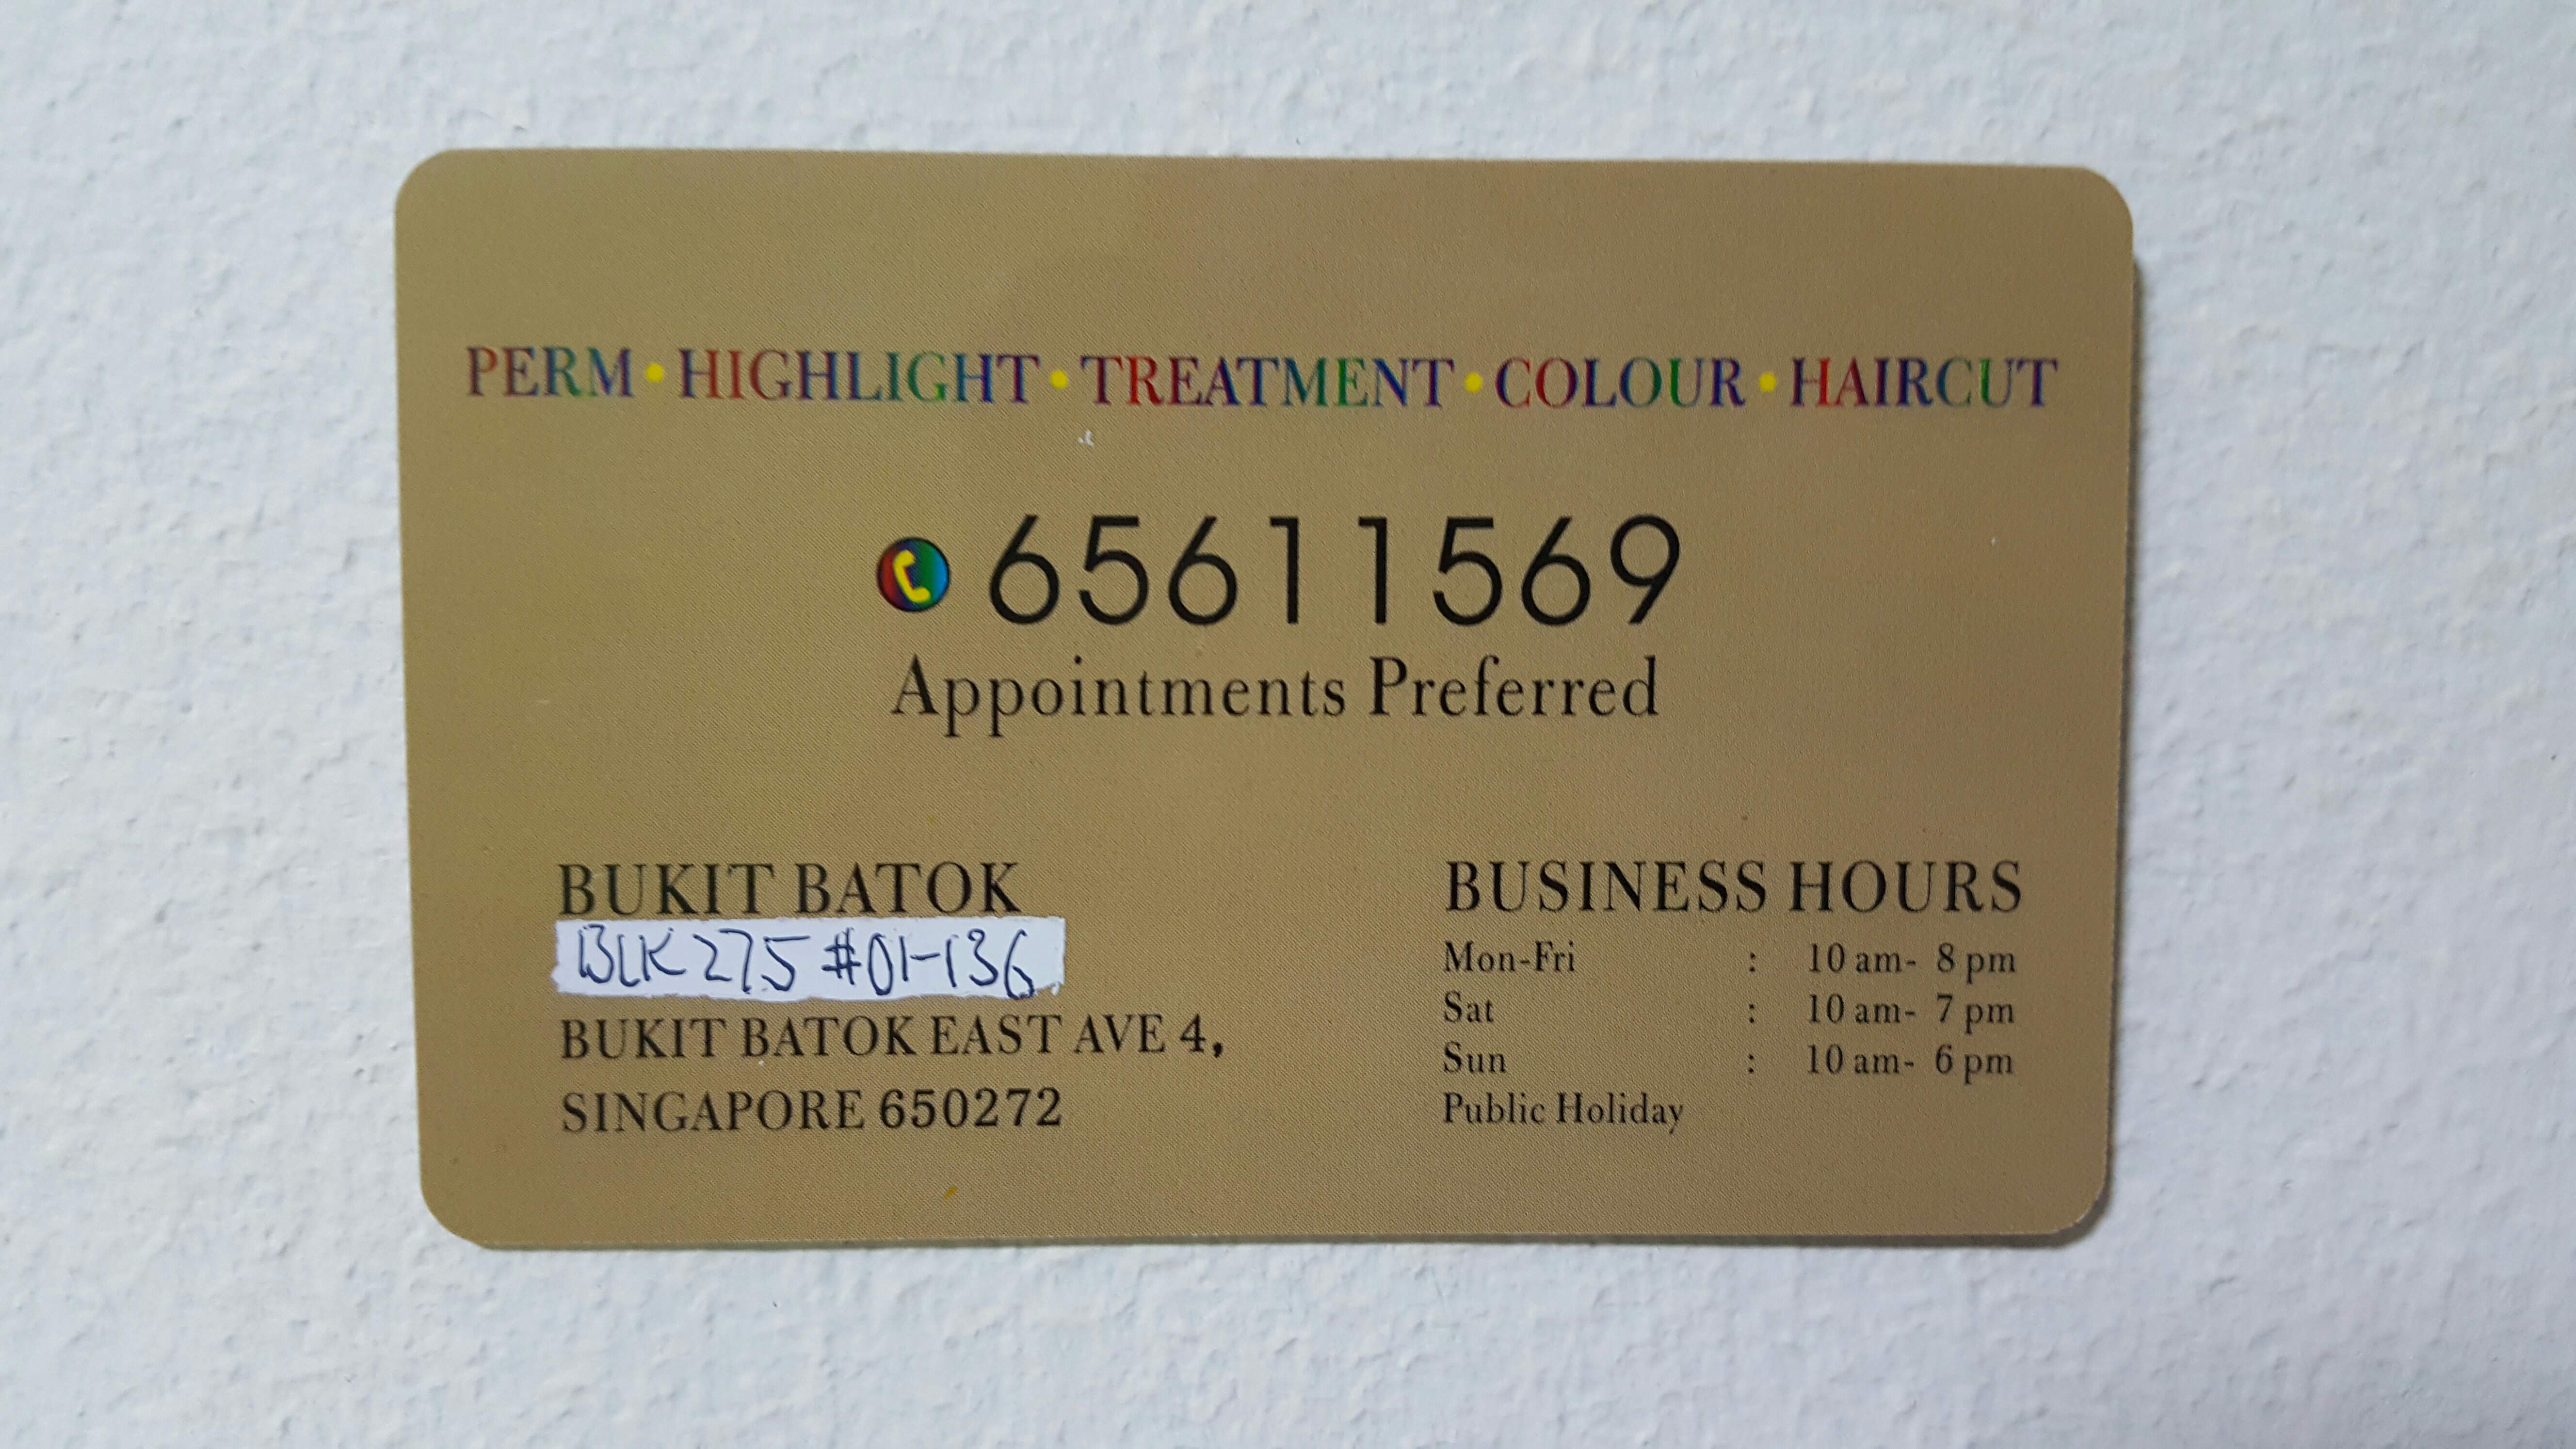 PERM • HIGHLIGHT • TREATMENT • COLOUR • HAIRCUT
65611569
Appointments Preferred
BUKIT BATOK
BLK 275 #01-136
BUKIT BATOK EAST AVE 4,
SINGAPORE 650272
BUSINESS HOURS
Mon-Fri : 10 am- 8 pm
Sat : 10 am- 7 pm
Sun : 10 am- 6 pm
Public Holiday